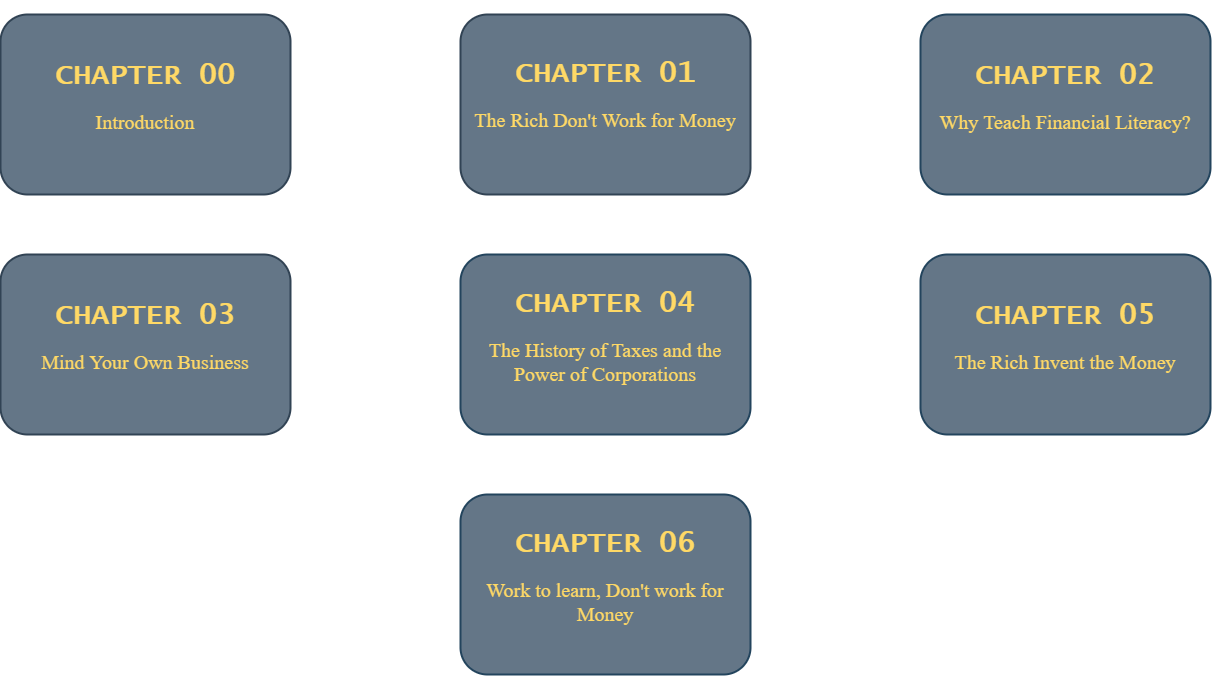 CHAPTER 00
Introduction
CHAPTER 01
The Rich Don't Work for Money
CHAPTER 02
Why Teach Financial Literacy?
CHAPTER 03
Mind Your Own Business
CHAPTER 04
The History of Taxes and the
Power of Corporations
CHAPTER 05
The Rich Invent the Money
CHAPTER 06
Work to learn, Don't work for
Money